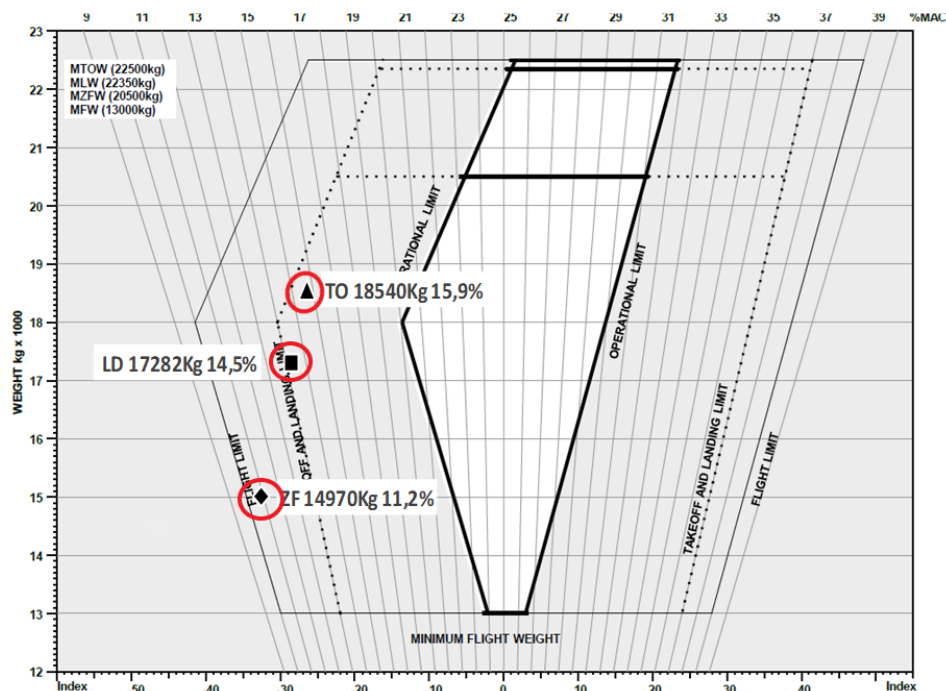 9 11 13 15 17 19 21 23 25 27 29 31 33 35 37 39 %MAC
23
MTOW (22500kg)
MLW (22350kg)
MZFW (20500kg)
MFW (13000kg)
22
21
20
19
18
17
16
15
14
13
12
WEIGHT Kg x 1000
RATIONAL LIMIT
OPERATIONAL LIMIT
TO 18540Kg 15,9%
LD 17282Kg 14,5%
OFF AND LANDING LIMIT
FLIGHT LIMIT
ZF 14970Kg 11,2%
TAKEOFF AND LANDING LIMIT
FLIGHT LIMIT
MINIMUM FLIGHT WEIGHT
Index 50 40 30 20 10 0 10 20 30 40 Index